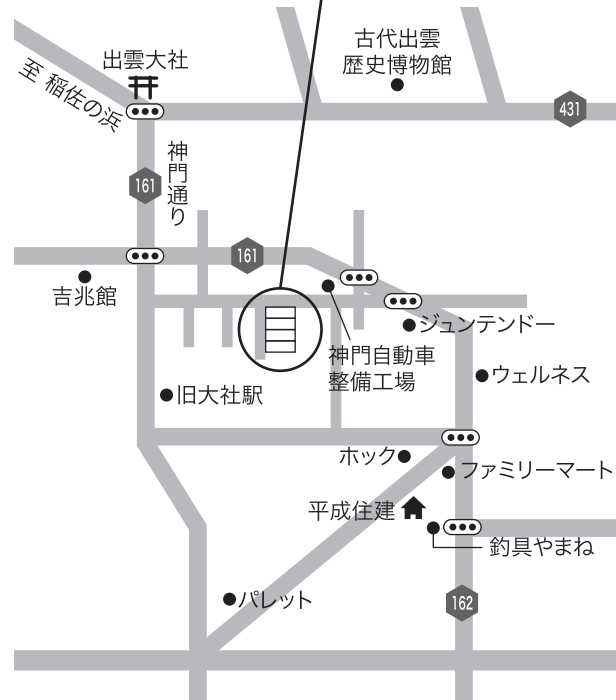 古代出雲
歴史博物館
出雲大社
至 稲佐の浜
431
神門通り
161
161
吉兆館
ジュンテンドー
神門自動車
整備工場
ウェルネス
旧大社駅
ホック
ファミリーマート
平成住建
釣具やまね
パレット
162